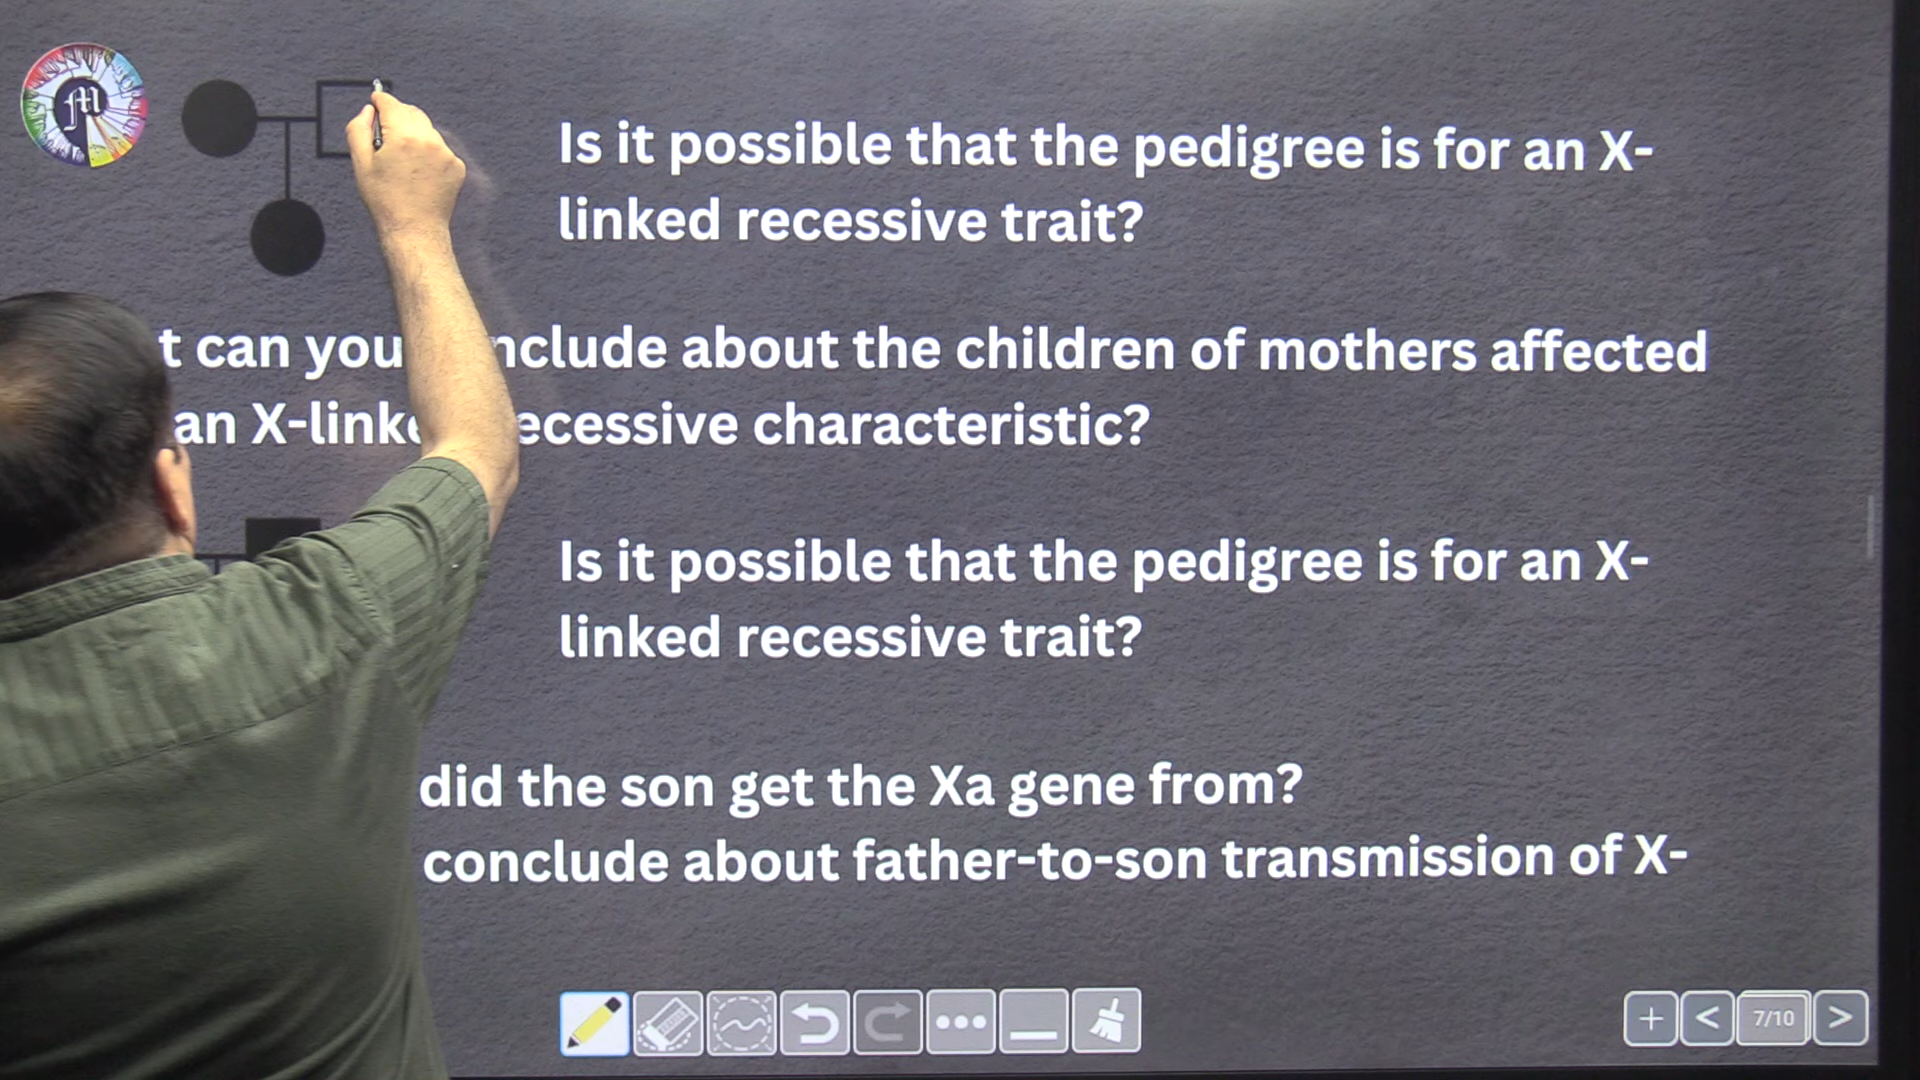 M
Is it possible that the pedigree is for an X-
linked recessive trait?
t can you nclude about the children of mothers affected
an X-linke ecessive characteristic?
Is it possible that the pedigree is for an X-
linked recessive trait?
did the son get the Xa gene from?
conclude about father-to-son transmission of X-
+ < 7/10 >